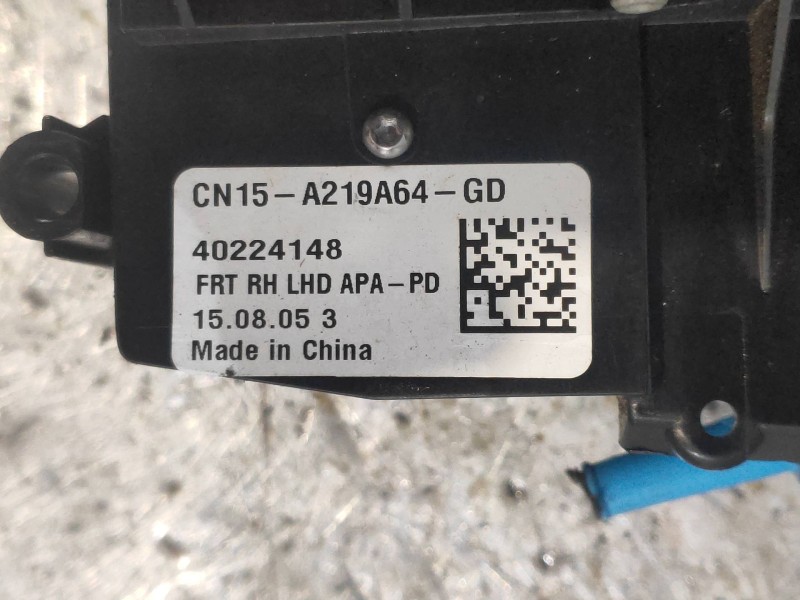 CN15-A219A64-GD
40224148
FRT RH LHD APA-PD
15.08.05 3
Made in China